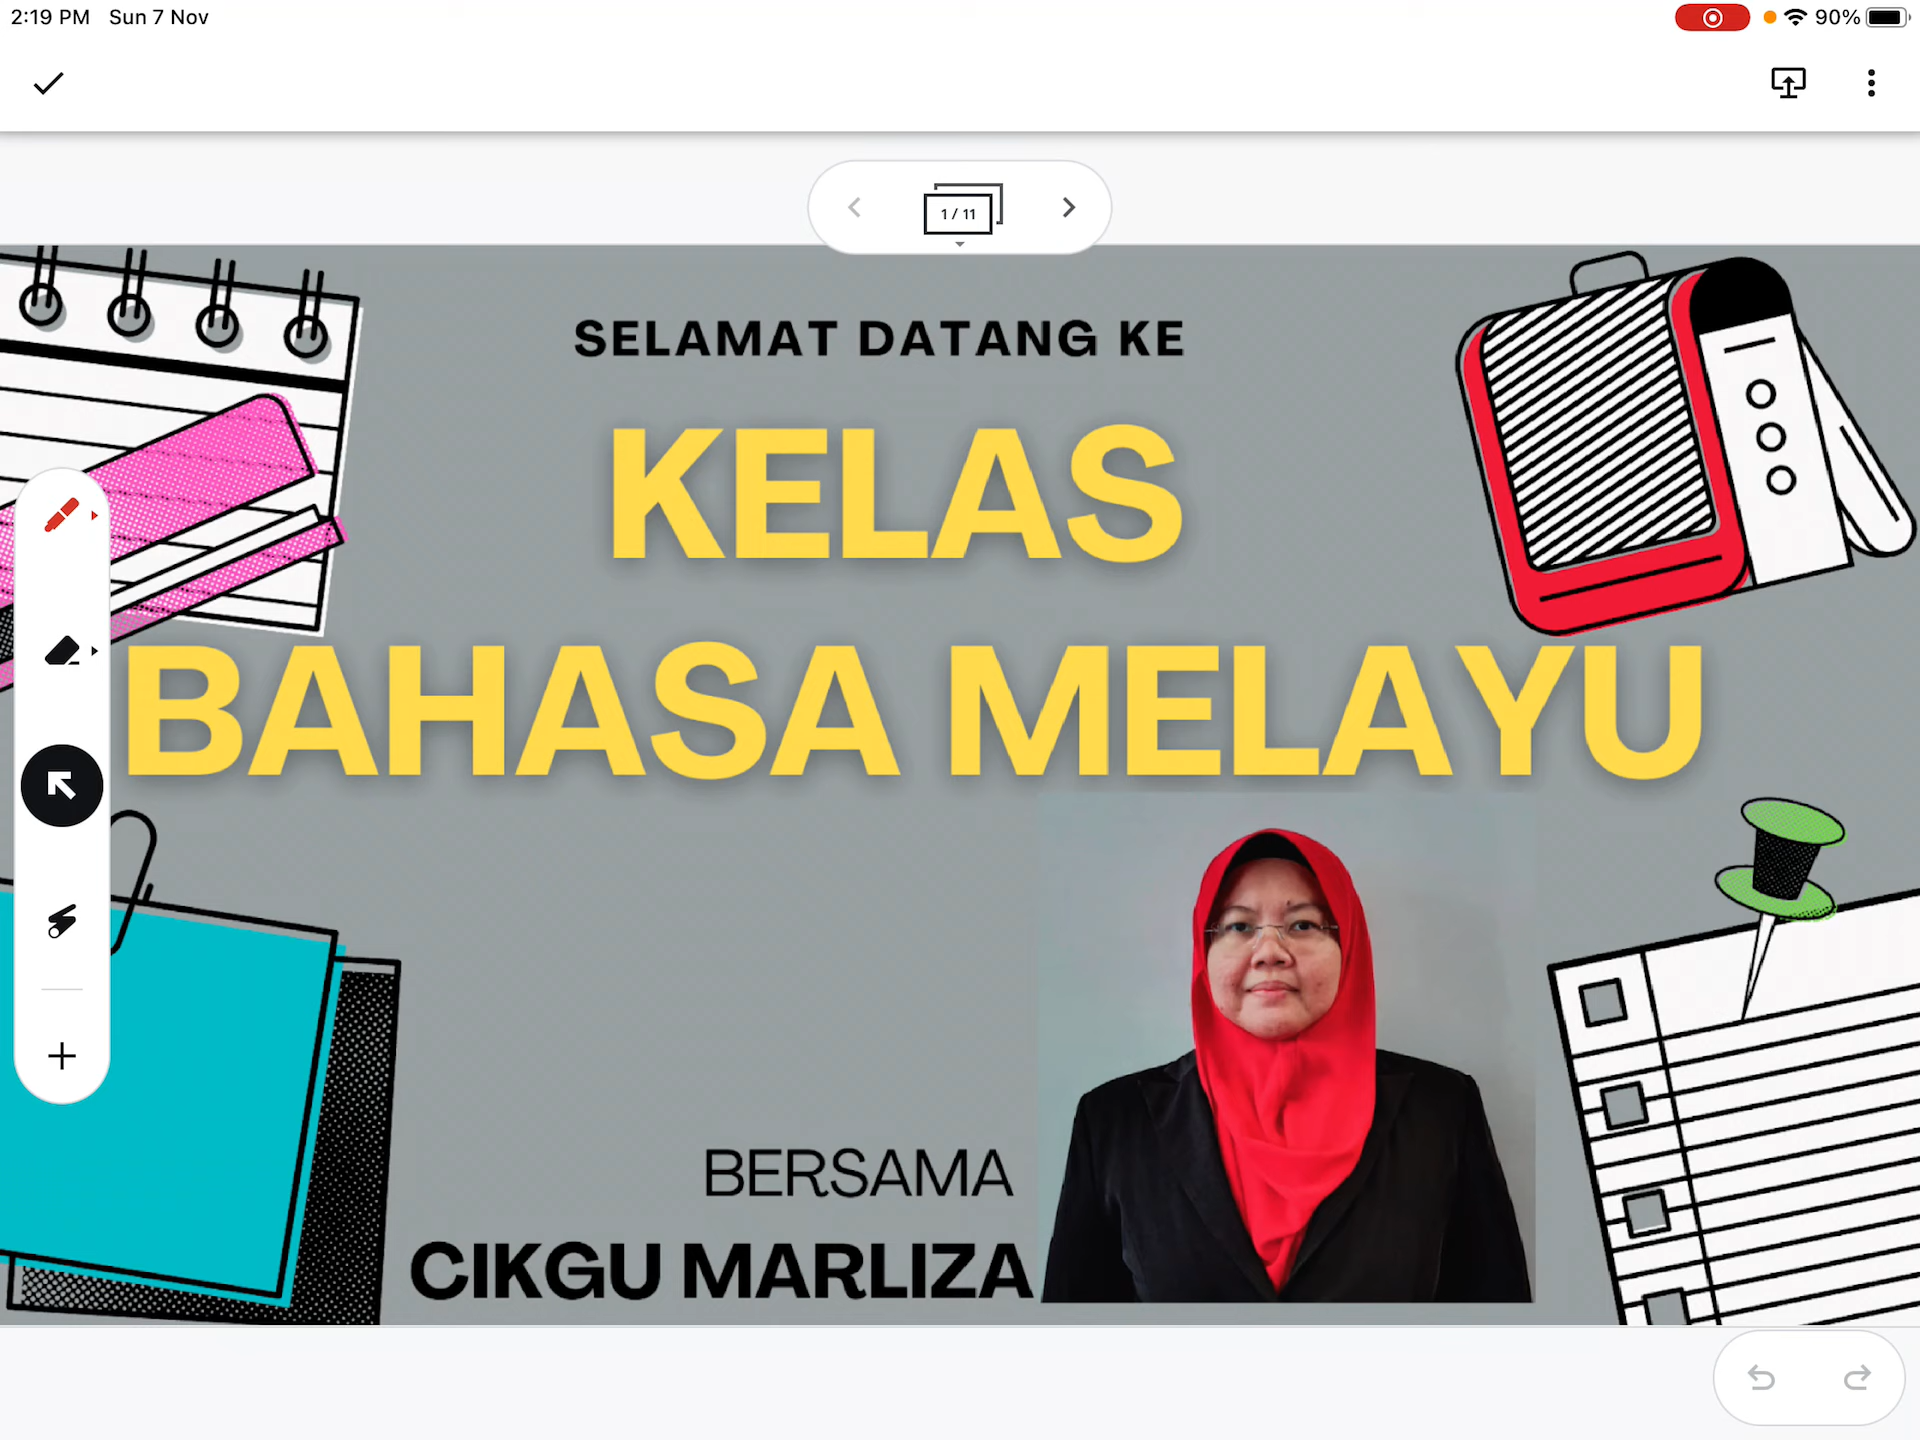 2:19 PM Sun 7 Nov
90%
1 / 11
SELAMAT DATANG KE
KELAS
BAHASA MELAYU
BERSAMA
CIKGU MARLIZA